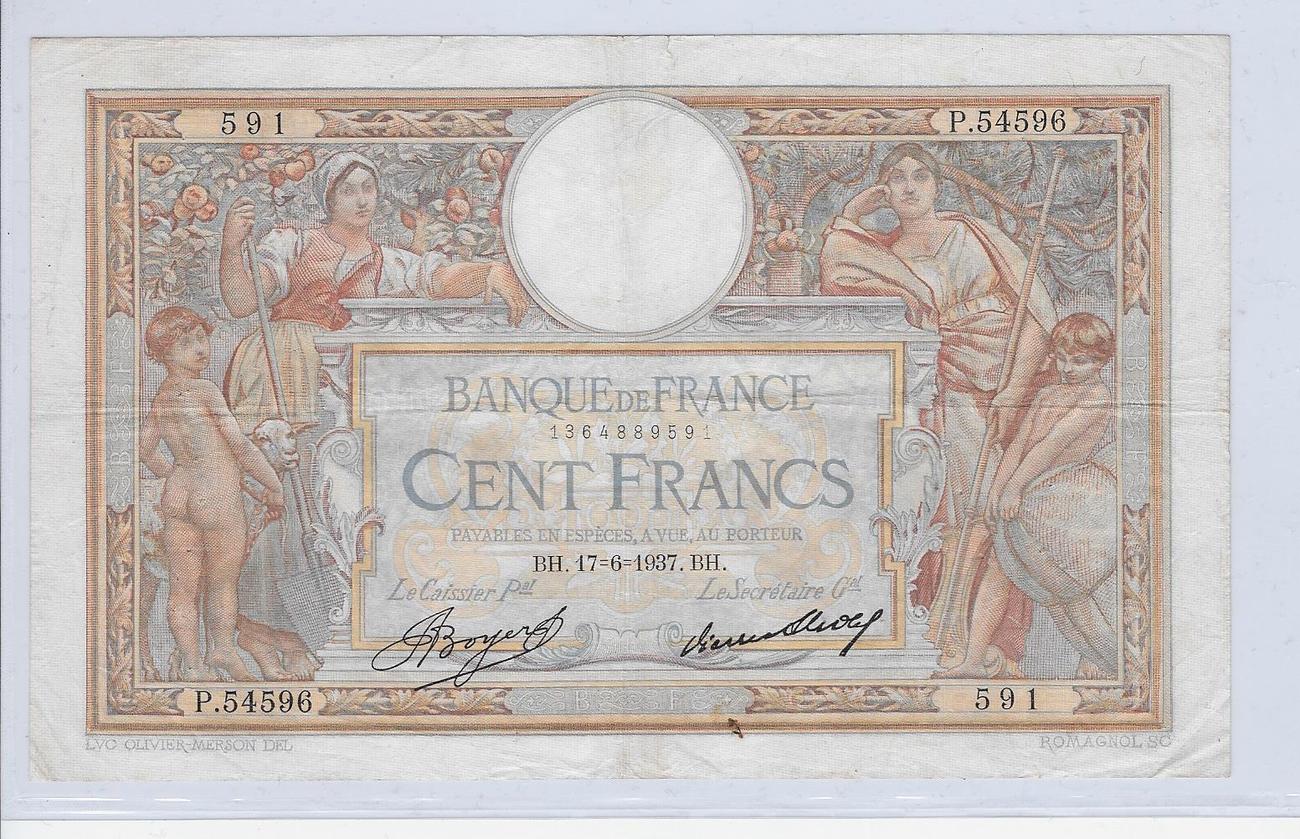 591 P.54596
BANQUE DE FRANCE
1364889591
CENT FRANCS
PAYABLES EN ESPÈCES, A VUE, AU PORTEUR
BH. 17=6=1937. BH.
Le Caissier Pal Le Secrétaire Gal
Boyer
P.54596 591
LVC OLIVIER-MERSON DEL ROMAGNOL SC